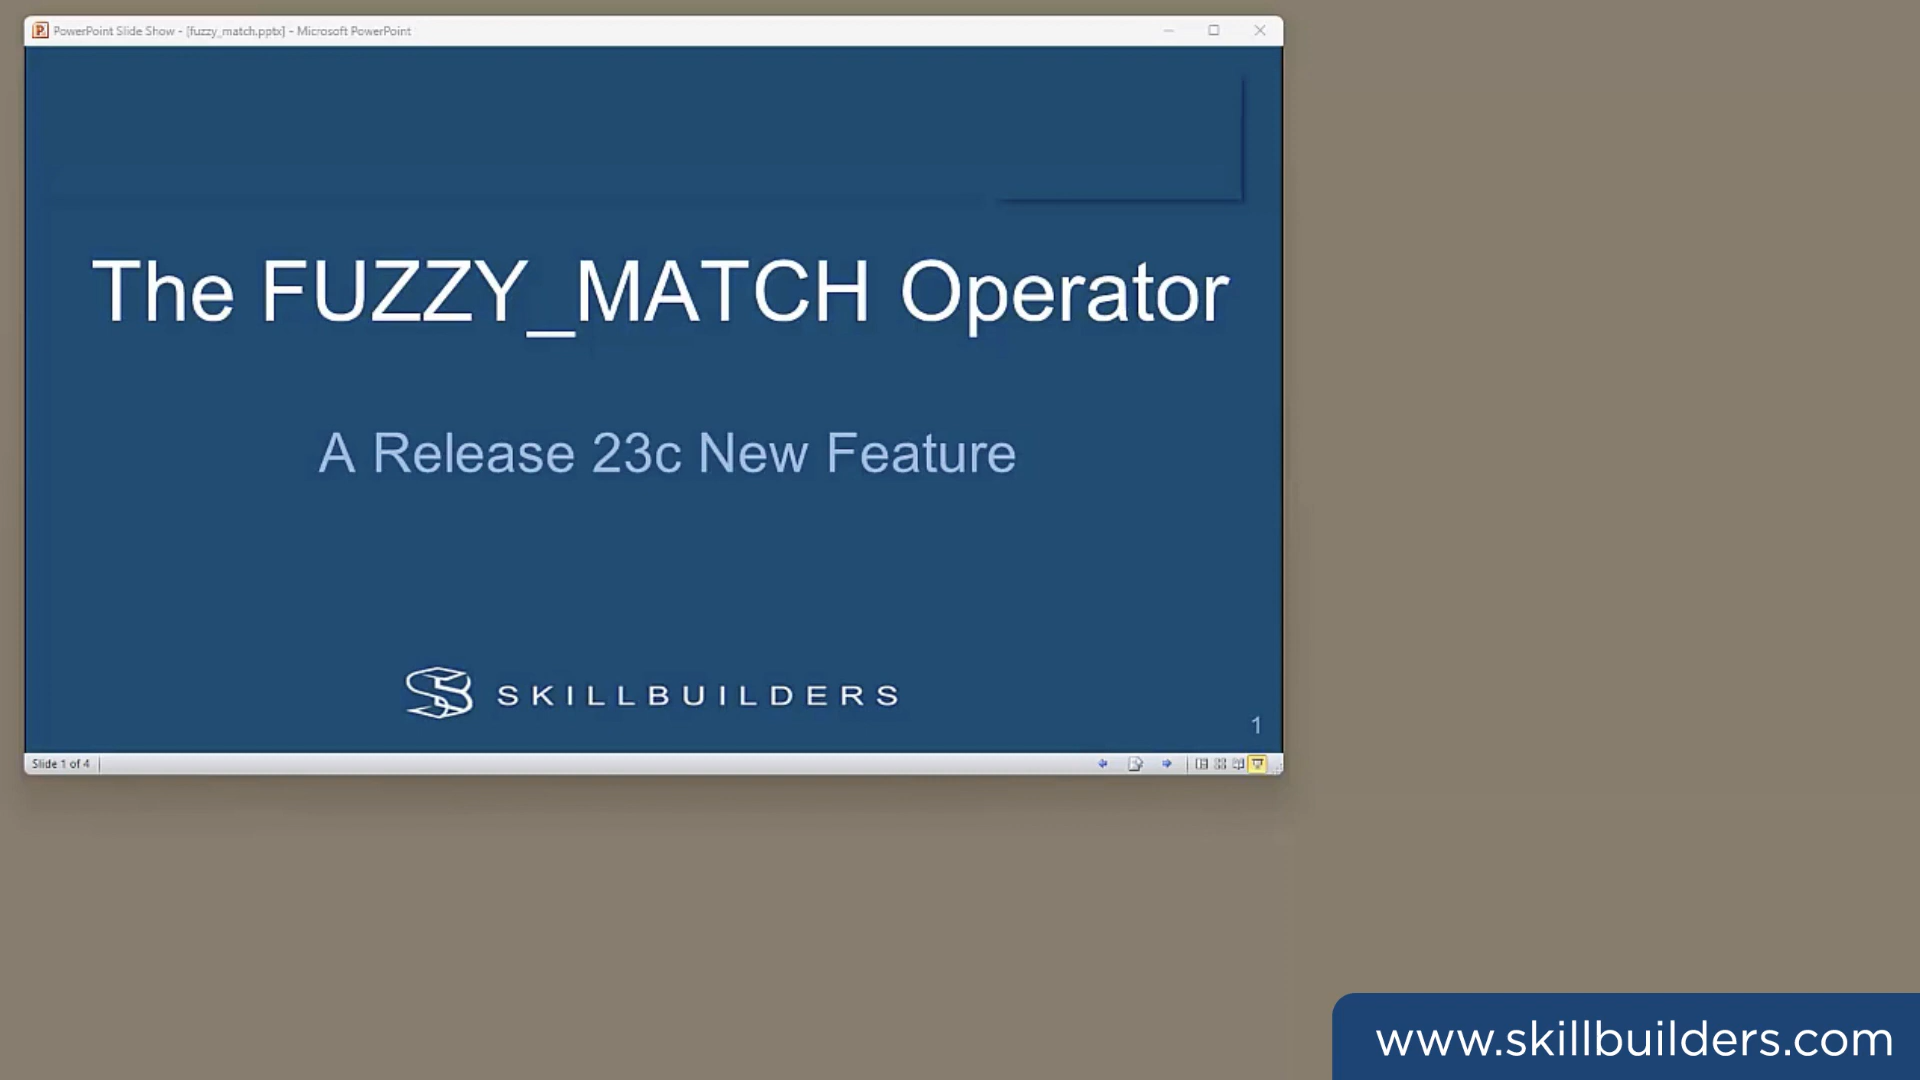 PowerPoint Slide Show - [fuzzy_match.pptx] - Microsoft PowerPoint
The FUZZY_MATCH Operator
A Release 23c New Feature
SKILLBUILDERS
1
Slide 1 of 4
www.skillbuilders.com